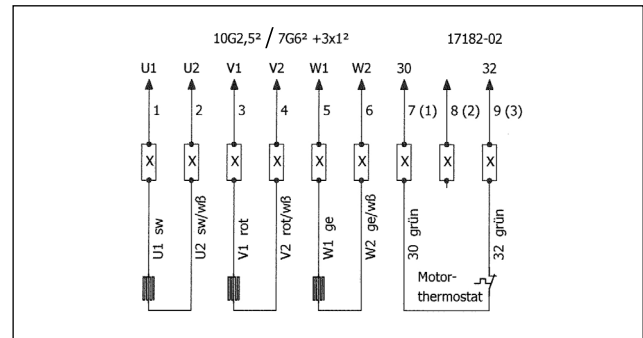 10G2,5² / 7G6² +3x1² 17182-02
U1 U2 V1 V2 W1 W2 30 32
1 2 3 4 5 6 7 (1) 8 (2) 9 (3)
X X X X X X X X X
U1 sw
U2 sw/wß
V1 rot
V2 rot/wß
W1 ge
W2 ge/wß
30 grün
32 grün
Motor-
thermostat